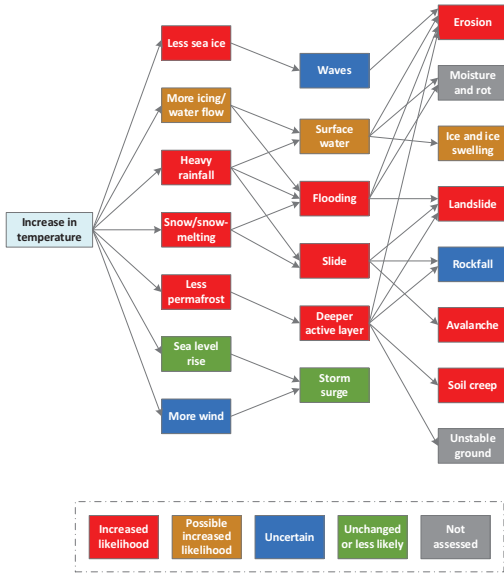 Increase in
temperature
Less sea ice
More icing/
water flow
Heavy
rainfall
Snow/snow-
melting
Less
permafrost
Sea level
rise
More wind
Waves
Surface
water
Flooding
Slide
Deeper
active layer
Storm
surge
Erosion
Moisture
and rot
Ice and ice
swelling
Landslide
Rockfall
Avalanche
Soil creep
Unstable
ground
Increased
likelihood
Possible
increased
likelihood
Uncertain
Unchanged
or less likely
Not
assessed